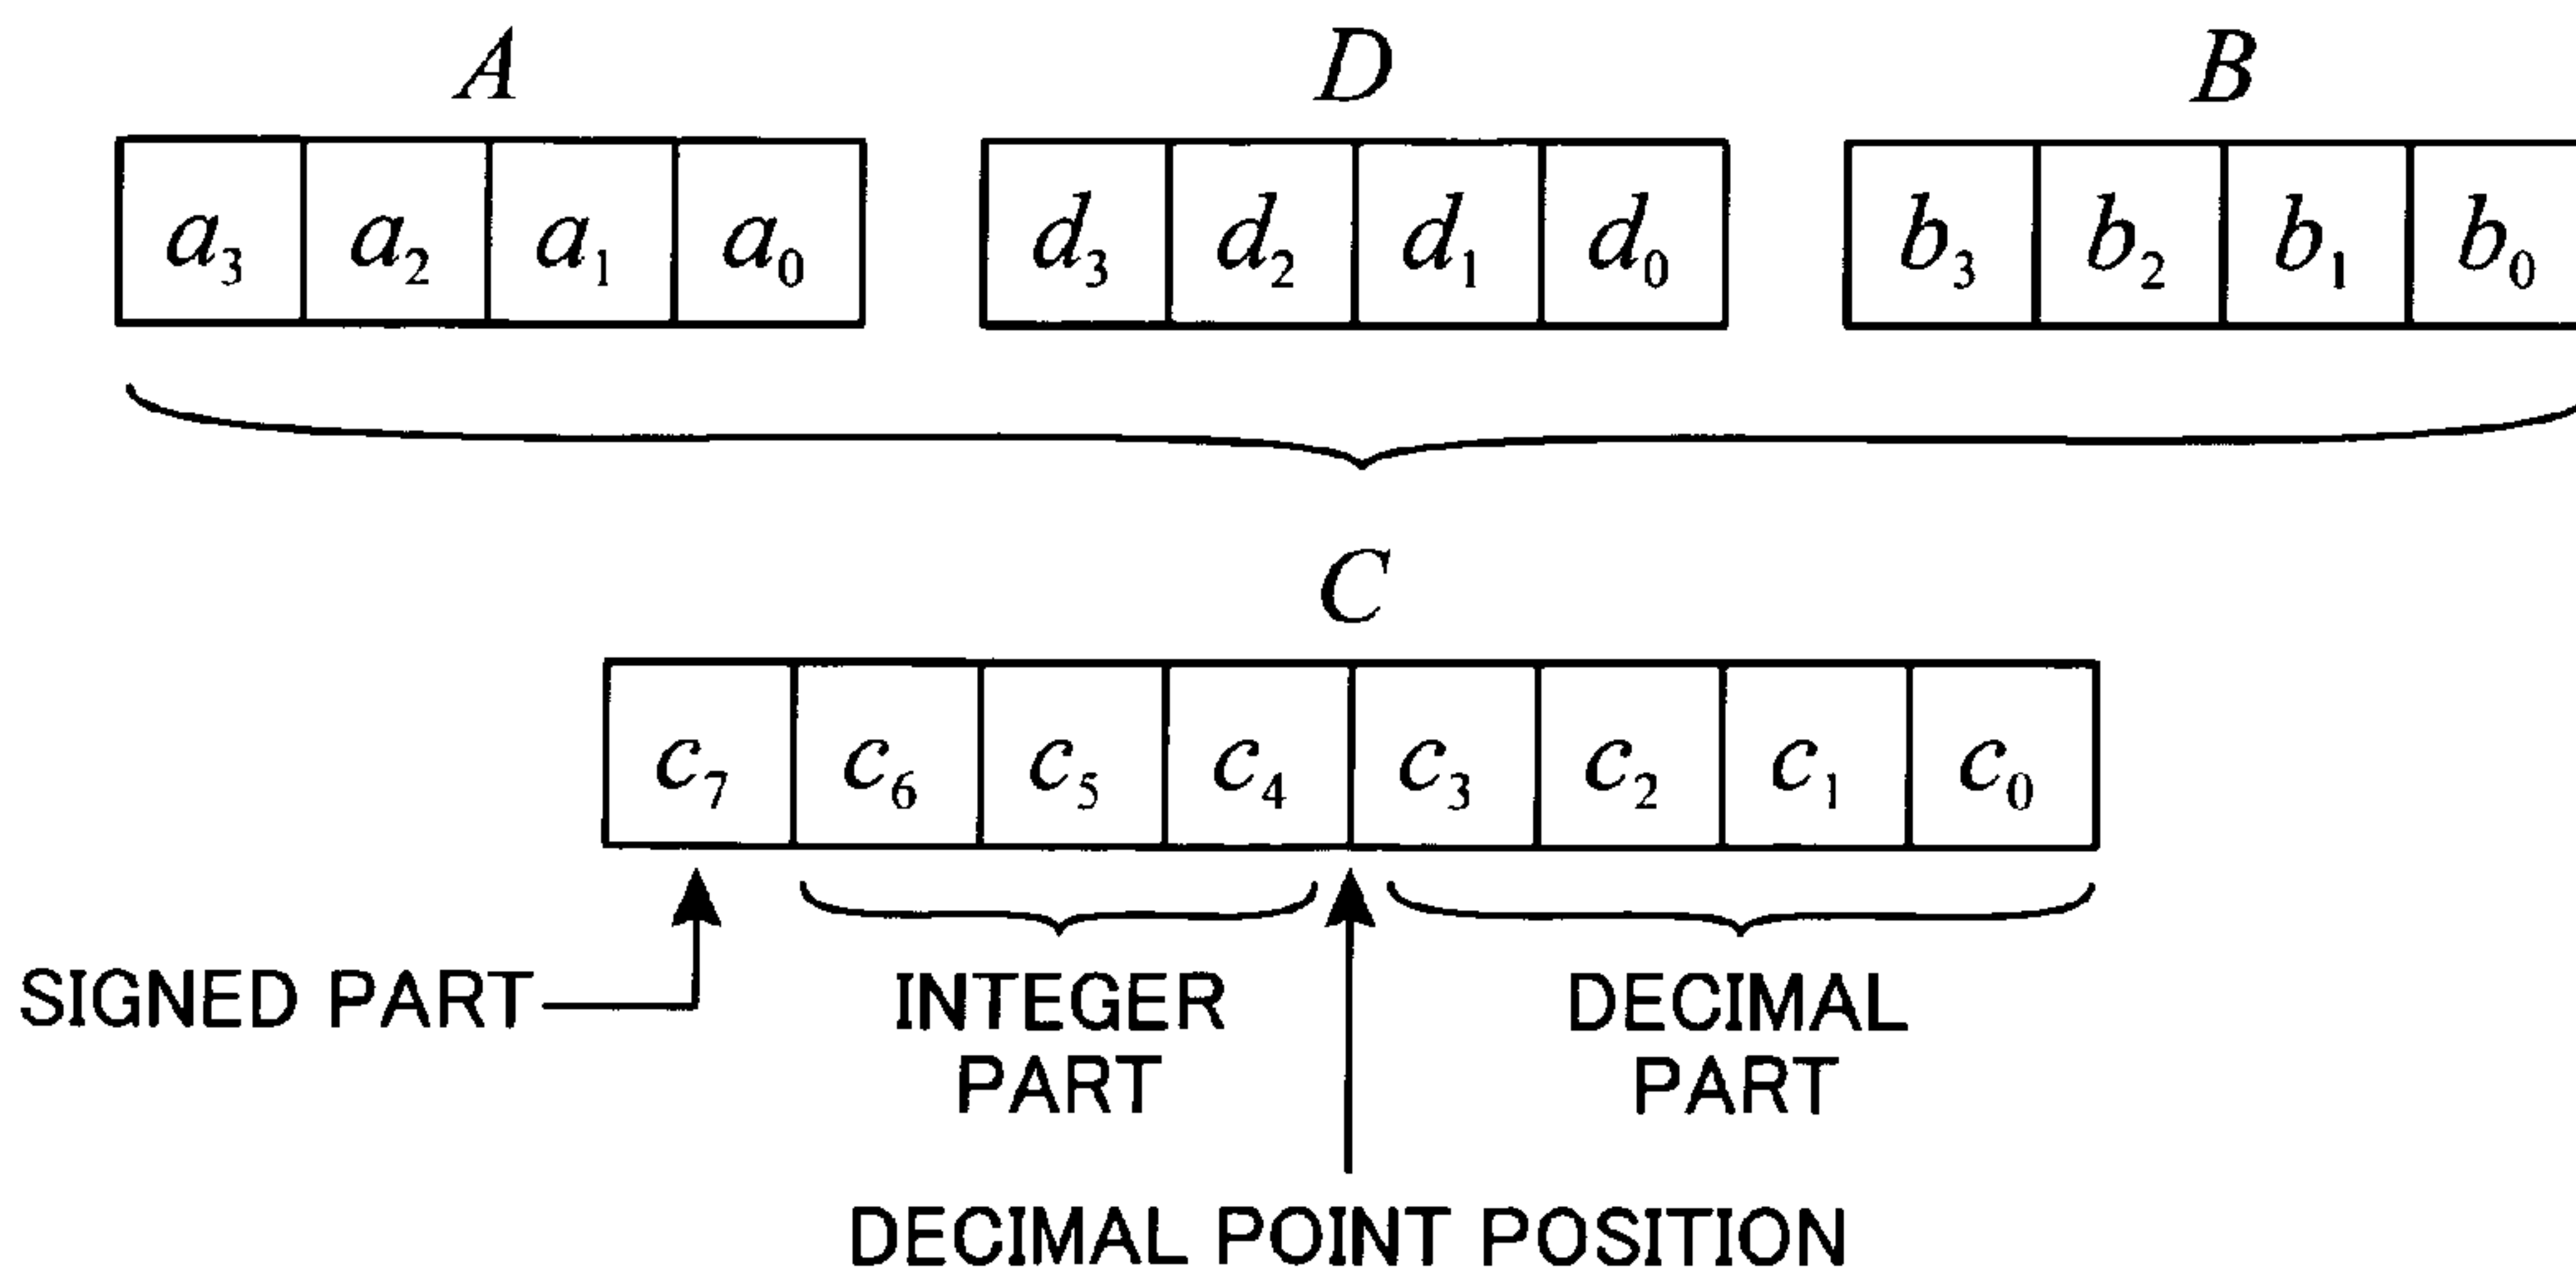 A D B
a₃ a₂ a₁ a₀ d₃ d₂ d₁ d₀ b₃ b₂ b₁ b₀
C
c₇ c₆ c₅ c₄ c₃ c₂ c₁ c₀
SIGNED PART
INTEGER
PART
DECIMAL
PART
DECIMAL POINT POSITION